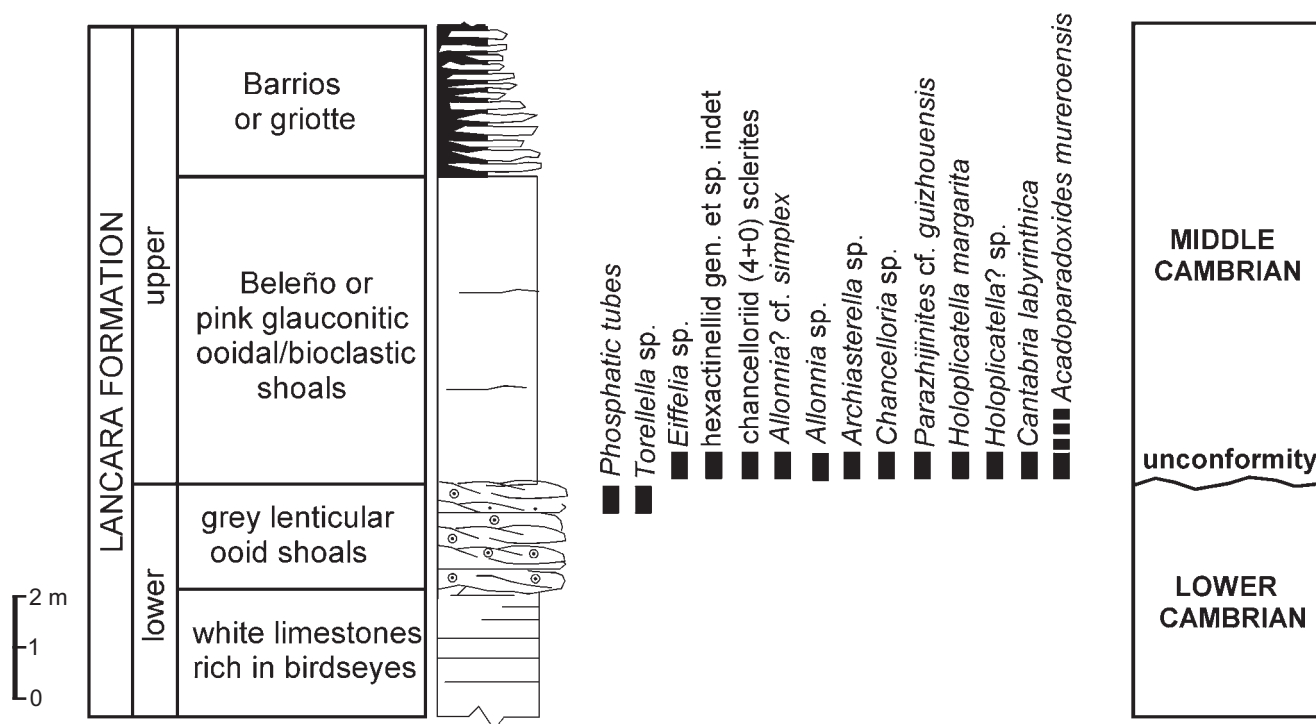 LANCARA FORMATION
upper
lower
Barrios
or griotte
Beleño or
pink glauconitic
ooidal/bioclastic
shoals
grey lenticular
ooid shoals
white limestones
rich in birdseyes
2 m
1
0
Phosphatic tubes
Torellella sp.
Eiffelia sp.
hexactinellid gen. et sp. indet
chancelloriid (4+0) sclerites
Allonnia? cf. simplex
Allonnia sp.
Archiasterella sp.
Chancelloria sp.
Parazhijinites cf. guizhouensis
Holoplicatella margarita
Holoplicatella? sp.
Cantabria labyrinthica
Acadoparadoxides mureroensis
MIDDLE
CAMBRIAN
unconformity
LOWER
CAMBRIAN